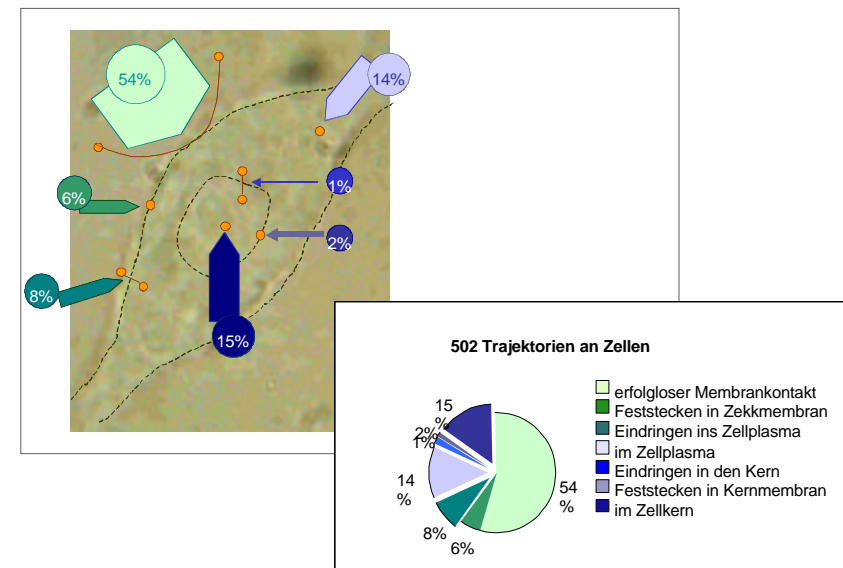 54%
14%
6%
1%
2%
8%
15%
502 Trajektorien an Zellen
15
%
2%
1%
14
%
8%
6%
54
%
erfolgloser Membrankontakt
Feststecken in Zekkmembran
Eindringen ins Zellplasma
im Zellplasma
Eindringen in den Kern
Feststecken in Kernmembran
im Zellkern